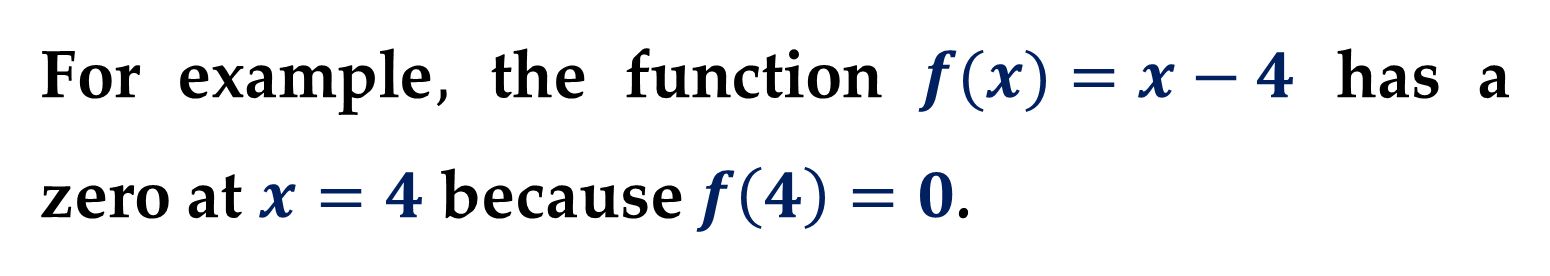 For example, the function f(x) = x − 4 has a
zero at x = 4 because f(4) = 0.